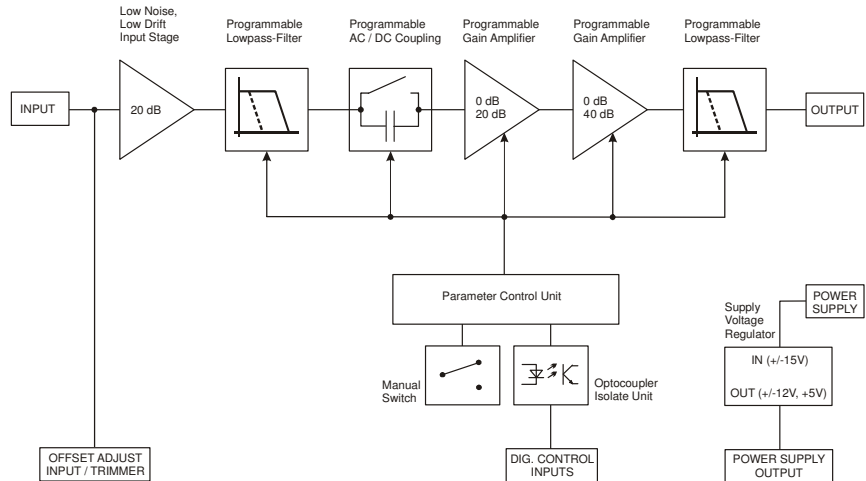 Low Noise,
Low Drift
Input Stage
Programmable
Lowpass-Filter
Programmable
AC / DC Coupling
Programmable
Gain Amplifier
Programmable
Gain Amplifier
Programmable
Lowpass-Filter
INPUT
20 dB
0 dB
20 dB
0 dB
40 dB
OUTPUT
Parameter Control Unit
Manual
Switch
Optocoupler
Isolate Unit
Supply
Voltage
Regulator
POWER
SUPPLY
IN (+/-15V)
OUT (+/-12V, +5V)
OFFSET ADJUST
INPUT / TRIMMER
DIG. CONTROL
INPUTS
POWER SUPPLY
OUTPUT